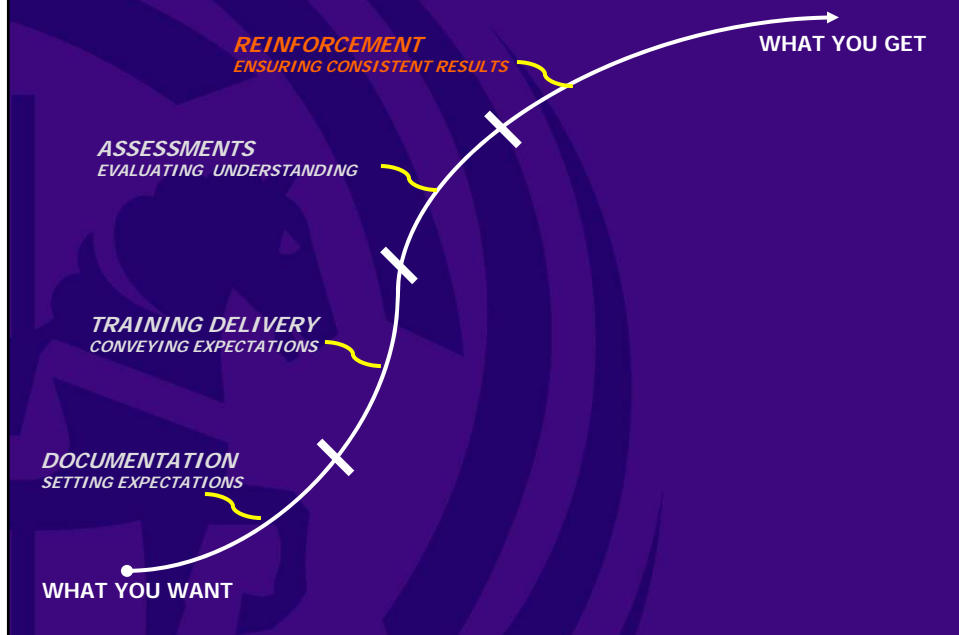 REINFORCEMENT
ENSURING CONSISTENT RESULTS
WHAT YOU GET
ASSESSMENTS
EVALUATING UNDERSTANDING
TRAINING DELIVERY
CONVEYING EXPECTATIONS
DOCUMENTATION
SETTING EXPECTATIONS
WHAT YOU WANT